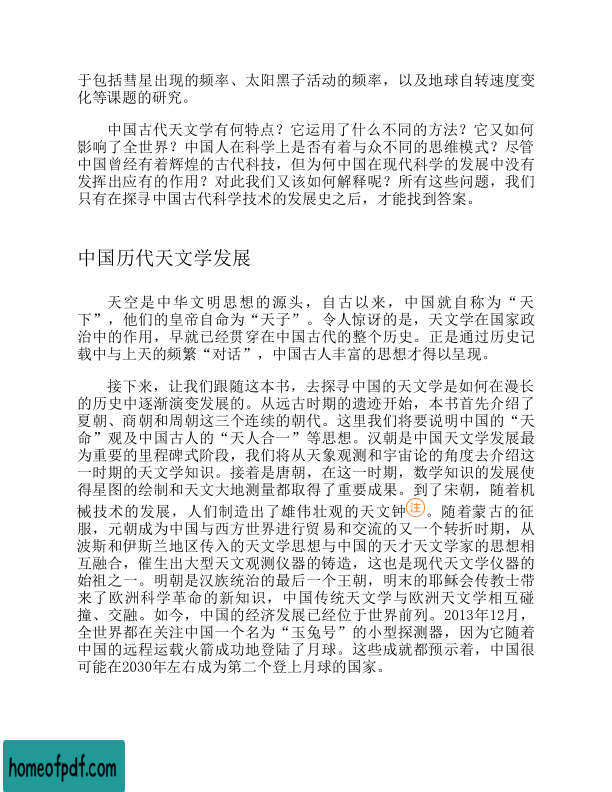 于包括彗星出现的频率、太阳黑子活动的频率，以及地球自转速度变
化等课题的研究。
中国古代天文学有何特点？它运用了什么不同的方法？它又如何
影响了全世界？中国人在科学上是否有着与众不同的思维模式？尽管
中国曾经有着辉煌的古代科技，但为何中国在现代科学的发展中没有
发挥出应有的作用？对此我们又该如何解释呢？所有这些问题，我们
只有在探寻中国古代科学技术的发展史之后，才能找到答案。
中国历代天文学发展
天空是中华文明思想的源头，自古以来，中国就自称为“天
下”，他们的皇帝自命为“天子”。令人惊讶的是，天文学在国家政
治中的作用，早就已经贯穿在中国古代的整个历史。正是通过历史记
载中与上天的频繁“对话”，中国古人丰富的思想才得以呈现。
接下来，让我们跟随这本书，去探寻中国的天文学是如何在漫长
的历史中逐渐演变发展的。从远古时期的遗迹开始，本书首先介绍了
夏朝、商朝和周朝这三个连续的朝代。这里我们将要说明中国的“天
命”观及中国古人的“天人合一”等思想。汉朝是中国天文学发展最
为重要的里程碑式阶段，我们将从天象观测和宇宙论的角度去介绍这
一时期的天文学知识。接着是唐朝，在这一时期，数学知识的发展使
得星图的绘制和天文大地测量都取得了重要成果。到了宋朝，随着机
械技术的发展，人们制造出了雄伟壮观的天文钟注。随着蒙古的征
服，元朝成为中国与西方世界进行贸易和交流的又一个转折时期，从
波斯和伊斯兰地区传入的天文学思想与中国的天才天文学家的思想相
互融合，催生出大型天文观测仪器的铸造，这也是现代天文学仪器的
始祖之一。明朝是汉族统治的最后一个王朝，明末的耶稣会传教士带
来了欧洲科学革命的新知识，中国传统天文学与欧洲天文学相互碰
撞、交融。如今，中国的经济发展已经位于世界前列。2013年12月，
全世界都在关注中国一个名为“玉兔号”的小型探测器，因为它随着
中国的远程运载火箭成功地登陆了月球。这些成就都预示着，中国很
可能在2030年左右成为第二个登上月球的国家。
homeofpdf.com